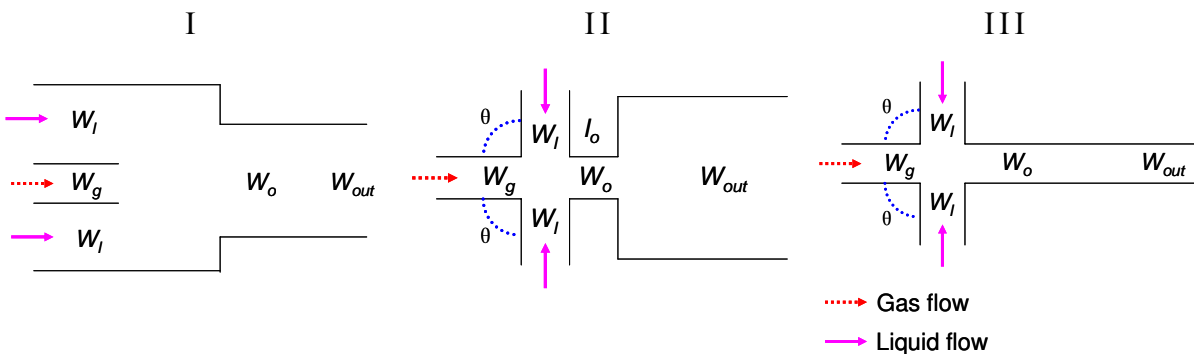 I
II
III
W_l
W_g
W_l
W_o
W_out
θ
W_l
l_o
W_g
W_o
W_out
θ
W_l
θ
W_l
W_g
W_o
W_out
θ
W_l
Gas flow
Liquid flow